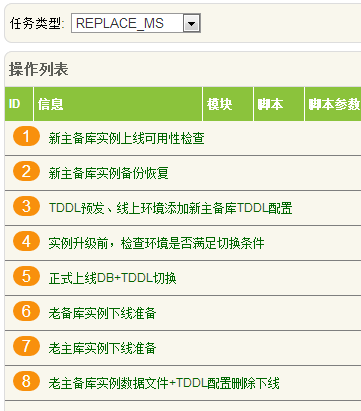 任务类型: REPLACE_MS
操作列表
ID 信息 模块 脚本 脚本参数
1 新主备库实例上线可用性检查
2 新主备库实例备份恢复
3 TDDL预发、线上环境添加新主备库TDDL配置
4 实例升级前，检查环境是否满足切换条件
5 正式上线DB+TDDL切换
6 老备库实例下线准备
7 老主库实例下线准备
8 老主备库实例数据文件+TDDL配置删除下线